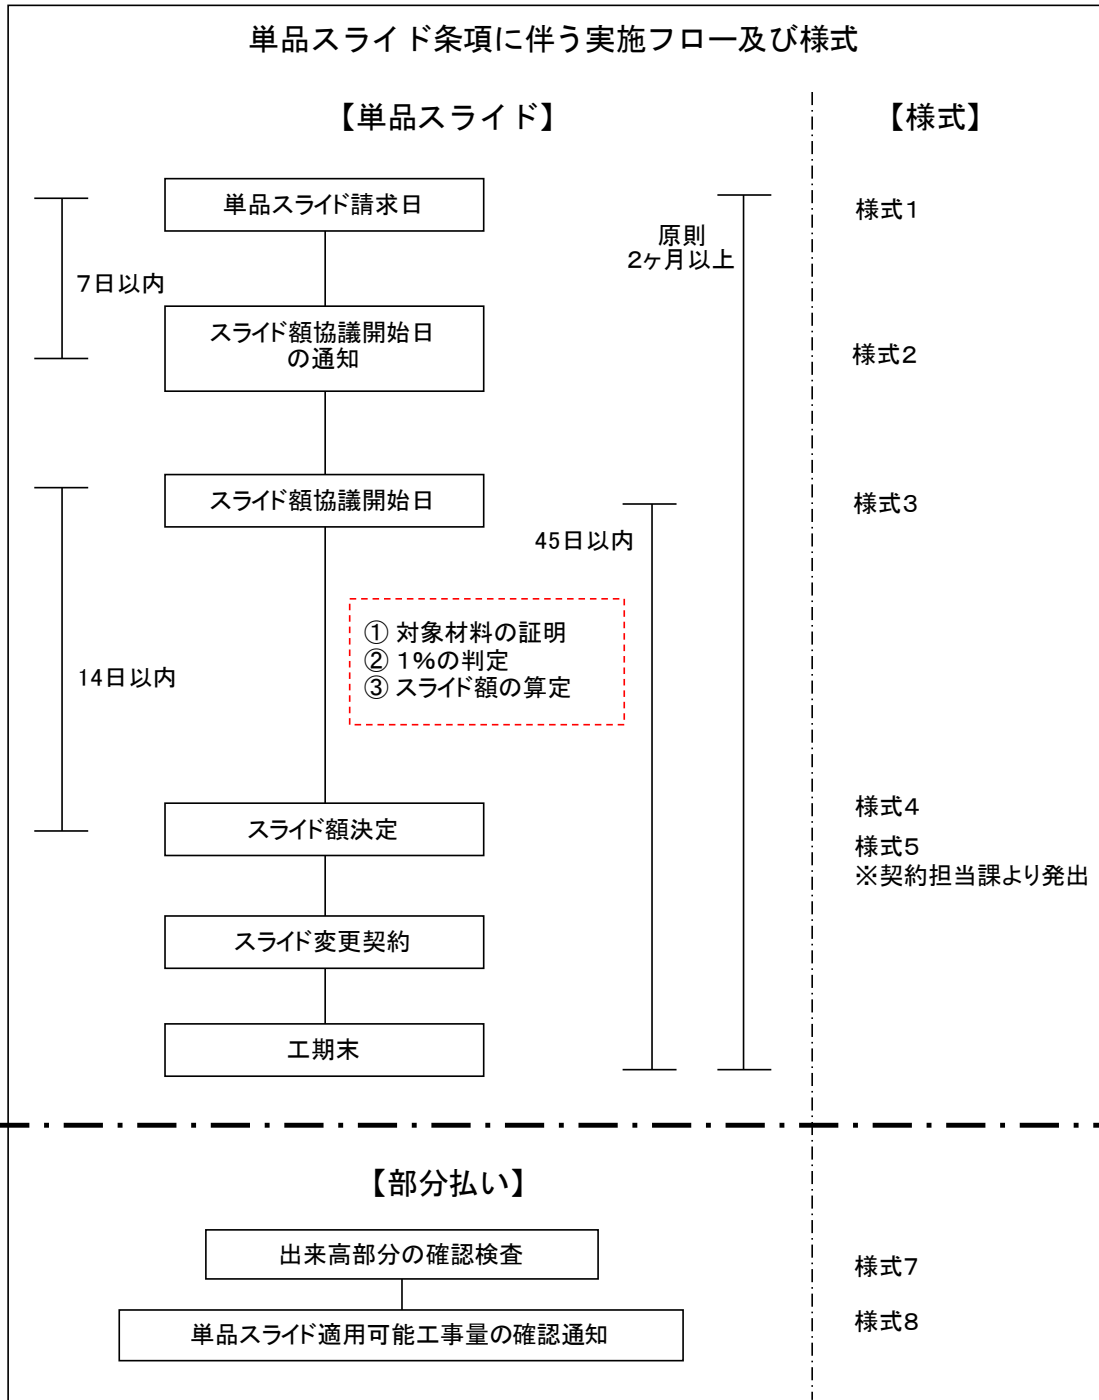 単品スライド条項に伴う実施フロー及び様式
【単品スライド】
【様式】
単品スライド請求日
様式1
原則
2ヶ月以上
7日以内
スライド額協議開始日
の通知
様式2
スライド額協議開始日
様式3
45日以内
① 対象材料の証明
② 1%の判定
③ スライド額の算定
14日以内
スライド額決定
様式4
様式5
※契約担当課より発出
スライド変更契約
工期末
【部分払い】
出来高部分の確認検査
様式7
単品スライド適用可能工事量の確認通知
様式8